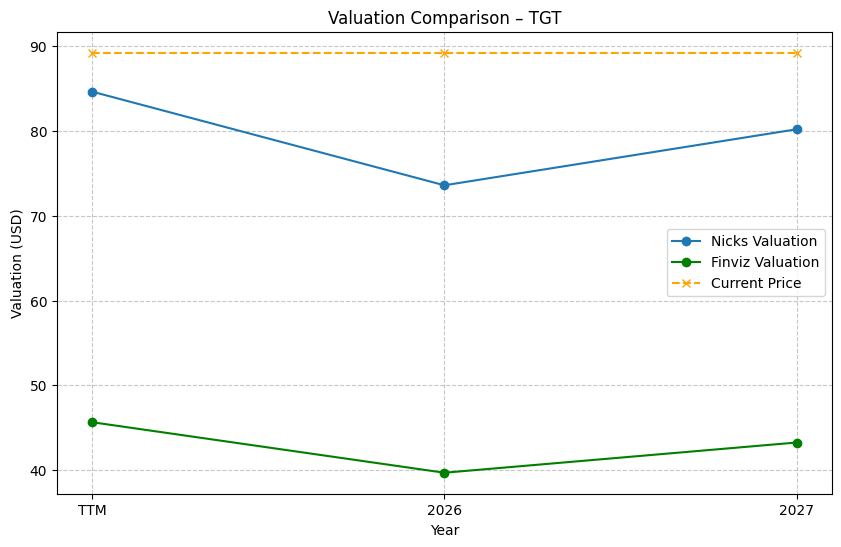 Valuation Comparison – TGT
Valuation (USD)
90
80
70
60
50
40
Nicks Valuation
Finviz Valuation
Current Price
TTM
2026
2027
Year